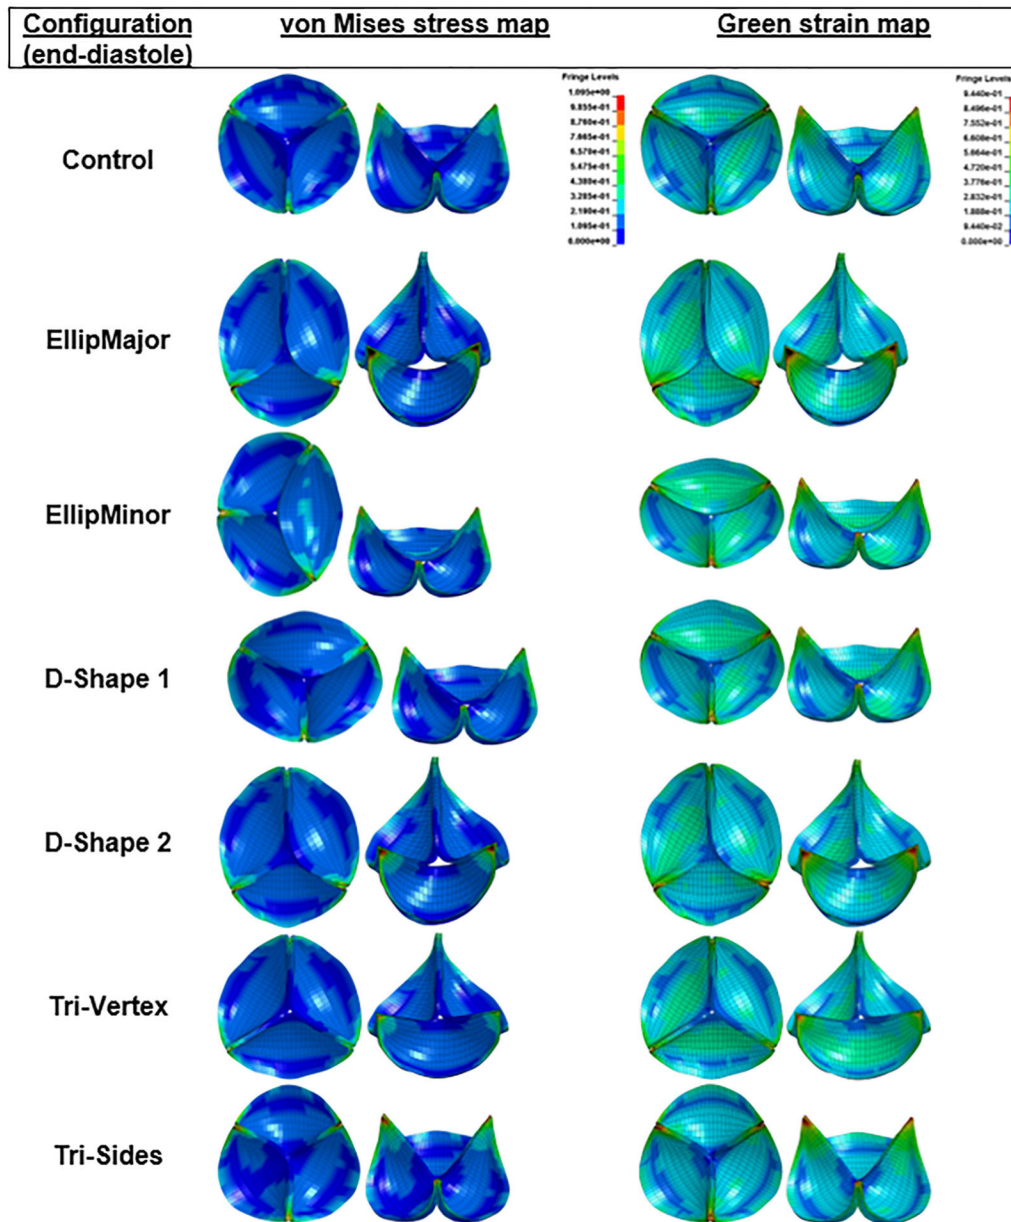 Configuration
(end-diastole)
von Mises stress map
Green strain map
Fringe Levels
1.095e+00
9.855e-01
8.760e-01
7.665e-01
6.570e-01
5.475e-01
4.380e-01
3.285e-01
2.190e-01
1.095e-01
0.000e+00
Fringe Levels
9.440e-01
8.496e-01
7.552e-01
6.608e-01
5.664e-01
4.720e-01
3.776e-01
2.832e-01
1.888e-01
9.440e-02
0.000e+00
Control
EllipMajor
EllipMinor
D-Shape 1
D-Shape 2
Tri-Vertex
Tri-Sides